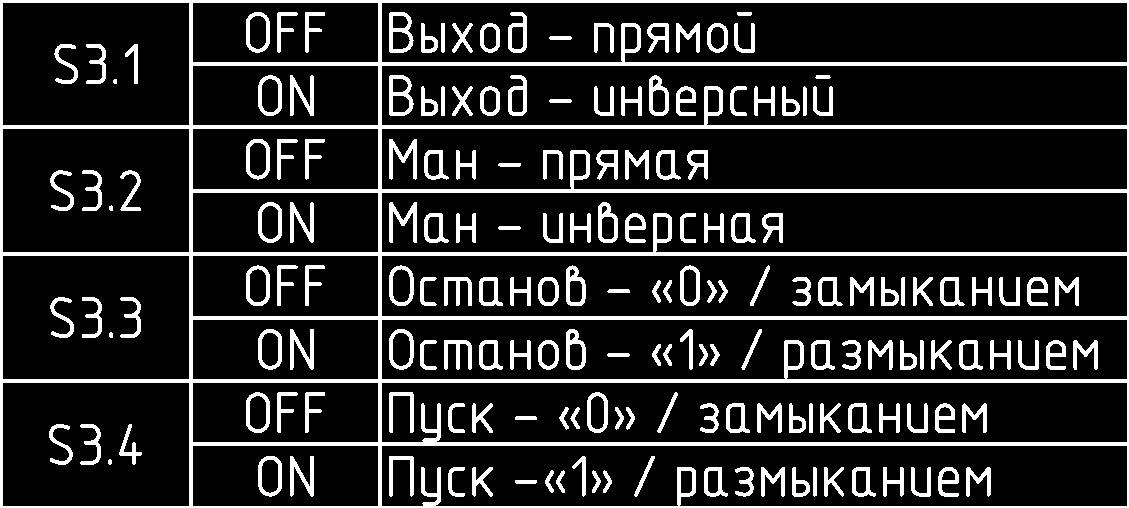 S3.1
OFF Выход – прямой
ON Выход – инверсный
S3.2
OFF Ман – прямая
ON Ман – инверсная
S3.3
OFF Останов – «0» / замыканием
ON Останов – «1» / размыканием
S3.4
OFF Пуск – «0» / замыканием
ON Пуск –«1» / размыканием